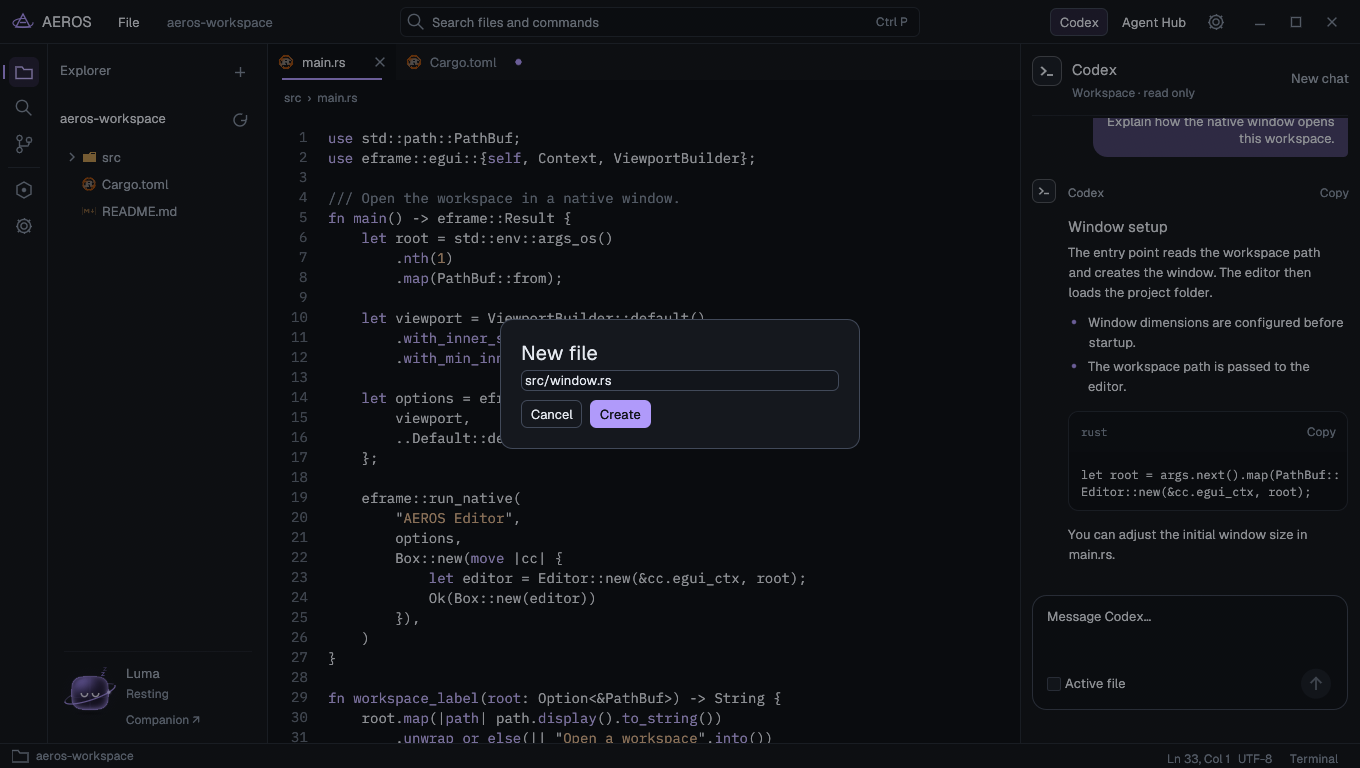 AEROS
File
aeros-workspace
Search files and commands
Ctrl P
Codex
Agent Hub
Explorer
aeros-workspace
src
Cargo.toml
README.md
Luma
Resting
Companion ↗
main.rs
Cargo.toml
src › main.rs
1 use std::path::PathBuf;
2 use eframe::egui::{self, Context, ViewportBuilder};
3
4 /// Open the workspace in a native window.
5 fn main() -> eframe::Result {
6     let root = std::env::args_os()
7         .nth(1)
8         .map(PathBuf::from);
9
10     let viewport = ViewportBuilder::default()
11         .with_inner_s
12         .with_min_inn
13
14     let options = efr
15         viewport,
16         ..Default::de
17     };
18
19     eframe::run_native(
20         "AEROS Editor",
21         options,
22         Box::new(move |cc| {
23             let editor = Editor::new(&cc.egui_ctx, root);
24             Ok(Box::new(editor))
25         }),
26     )
27 }
28
29 fn workspace_label(root: Option<&PathBuf>) -> String {
30     root.map(|path| path.display().to_string())
31         .unwrap_or_else(|| "Open a workspace".into())
New file
src/window.rs
Cancel
Create
Codex
Workspace · read only
New chat
Explain how the native window opens
this workspace.
Codex
Copy
Window setup
The entry point reads the workspace path
and creates the window. The editor then
loads the project folder.
• Window dimensions are configured before
startup.
• The workspace path is passed to the
editor.
rust
Copy
let root = args.next().map(PathBuf::
Editor::new(&cc.egui_ctx, root);
You can adjust the initial window size in
main.rs.
Message Codex…
Active file
aeros-workspace
Ln 33, Col 1
UTF-8
Terminal